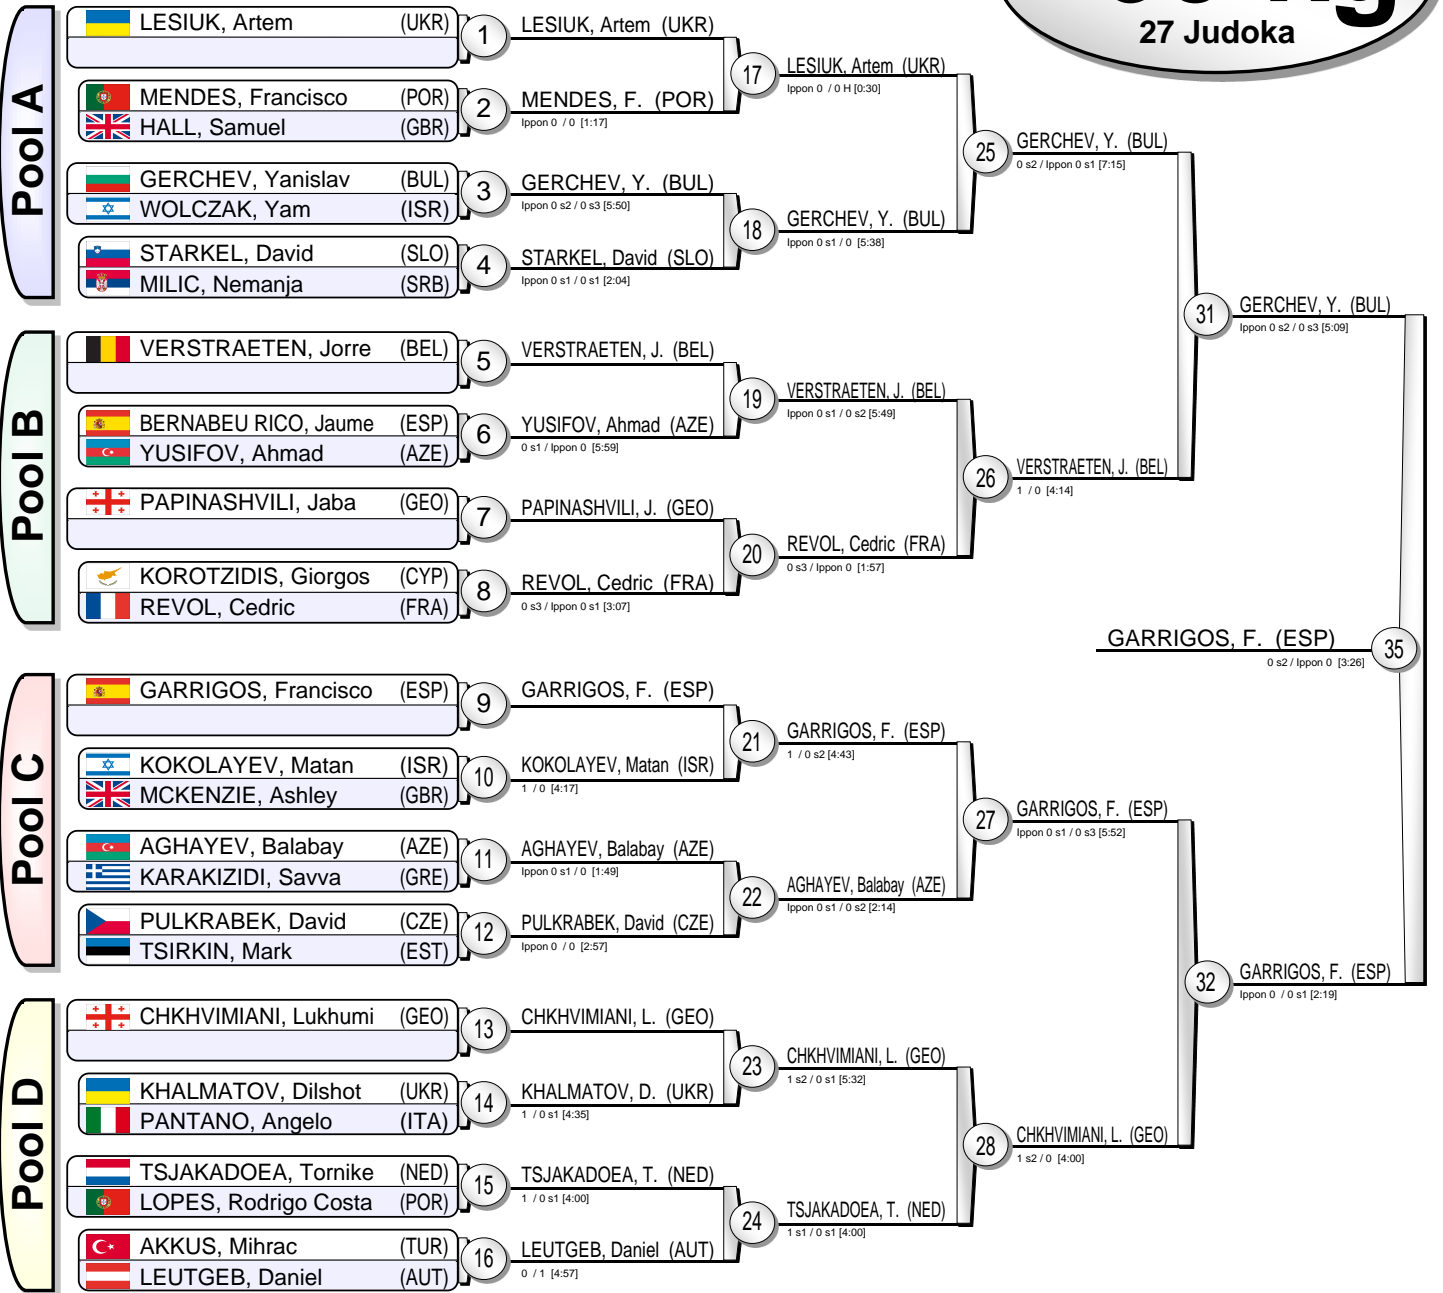 27 Judoka
Pool A
LESIUK, Artem (UKR)
MENDES, Francisco (POR)
HALL, Samuel (GBR)
GERCHEV, Yanislav (BUL)
WOLCZAK, Yam (ISR)
STARKEL, David (SLO)
MILIC, Nemanja (SRB)
1
LESIUK, Artem (UKR)
2
MENDES, F. (POR)
Ippon 0 / 0 [1:17]
3
GERCHEV, Y. (BUL)
Ippon 0 s2 / 0 s3 [5:50]
4
STARKEL, David (SLO)
Ippon 0 s1 / 0 s1 [2:04]
17
LESIUK, Artem (UKR)
Ippon 0 / 0 H [0:30]
18
GERCHEV, Y. (BUL)
Ippon 0 s1 / 0 [5:38]
25
GERCHEV, Y. (BUL)
0 s2 / Ippon 0 s1 [7:15]
Pool B
VERSTRAETEN, Jorre (BEL)
BERNABEU RICO, Jaume (ESP)
YUSIFOV, Ahmad (AZE)
PAPINASHVILI, Jaba (GEO)
KOROTZIDIS, Giorgos (CYP)
REVOL, Cedric (FRA)
5
VERSTRAETEN, J. (BEL)
6
YUSIFOV, Ahmad (AZE)
0 s1 / Ippon 0 [5:59]
7
PAPINASHVILI, J. (GEO)
8
REVOL, Cedric (FRA)
0 s3 / Ippon 0 s1 [3:07]
19
VERSTRAETEN, J. (BEL)
Ippon 0 s1 / 0 s2 [5:49]
20
REVOL, Cedric (FRA)
0 s3 / Ippon 0 [1:57]
26
VERSTRAETEN, J. (BEL)
1 / 0 [4:14]
31
GERCHEV, Y. (BUL)
Ippon 0 s2 / 0 s3 [5:09]
GARRIGOS, F. (ESP)
35
0 s2 / Ippon 0 [3:26]
Pool C
GARRIGOS, Francisco (ESP)
KOKOLAYEV, Matan (ISR)
MCKENZIE, Ashley (GBR)
AGHAYEV, Balabay (AZE)
KARAKIZIDI, Savva (GRE)
PULKRABEK, David (CZE)
TSIRKIN, Mark (EST)
9
GARRIGOS, F. (ESP)
10
KOKOLAYEV, Matan (ISR)
1 / 0 [4:17]
11
AGHAYEV, Balabay (AZE)
Ippon 0 s1 / 0 [1:49]
12
PULKRABEK, David (CZE)
Ippon 0 / 0 [2:57]
21
GARRIGOS, F. (ESP)
1 / 0 s2 [4:43]
22
AGHAYEV, Balabay (AZE)
Ippon 0 s1 / 0 s2 [2:14]
27
GARRIGOS, F. (ESP)
Ippon 0 s1 / 0 s3 [5:52]
Pool D
CHKHVIMIANI, Lukhumi (GEO)
KHALMATOV, Dilshot (UKR)
PANTANO, Angelo (ITA)
TSJAKADOEA, Tornike (NED)
LOPES, Rodrigo Costa (POR)
AKKUS, Mihrac (TUR)
LEUTGEB, Daniel (AUT)
13
CHKHVIMIANI, L. (GEO)
14
KHALMATOV, D. (UKR)
1 / 0 s1 [4:35]
15
TSJAKADOEA, T. (NED)
1 / 0 s1 [4:00]
16
LEUTGEB, Daniel (AUT)
0 / 1 [4:57]
23
CHKHVIMIANI, L. (GEO)
1 s2 / 0 s1 [5:32]
24
TSJAKADOEA, T. (NED)
1 s1 / 0 s1 [4:00]
28
CHKHVIMIANI, L. (GEO)
1 s2 / 0 [4:00]
32
GARRIGOS, F. (ESP)
Ippon 0 / 0 s1 [2:19]